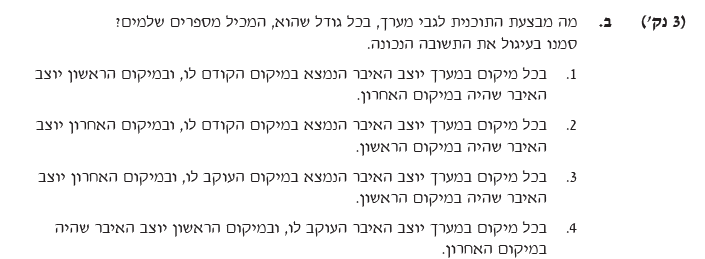 (3 נק') ב. מה מבצעת התוכנית לגבי מערך, בכל גודל שהוא, המכיל מספרים שלמים?
סמנו בעיגול את התשובה הנכונה.
1. בכל מיקום במערך יוצב האיבר הנמצא במיקום הקודם לו, ובמיקום הראשון יוצב
האיבר שהיה במיקום האחרון.
2. בכל מיקום במערך יוצב האיבר הנמצא במיקום הקודם לו, ובמיקום האחרון יוצב
האיבר שהיה במיקום הראשון.
3. בכל מיקום במערך יוצב האיבר הנמצא במיקום העוקב לו, ובמיקום האחרון יוצב
האיבר שהיה במיקום הראשון.
4. בכל מיקום במערך יוצב האיבר העוקב לו, ובמיקום הראשון יוצב האיבר שהיה
במיקום האחרון.